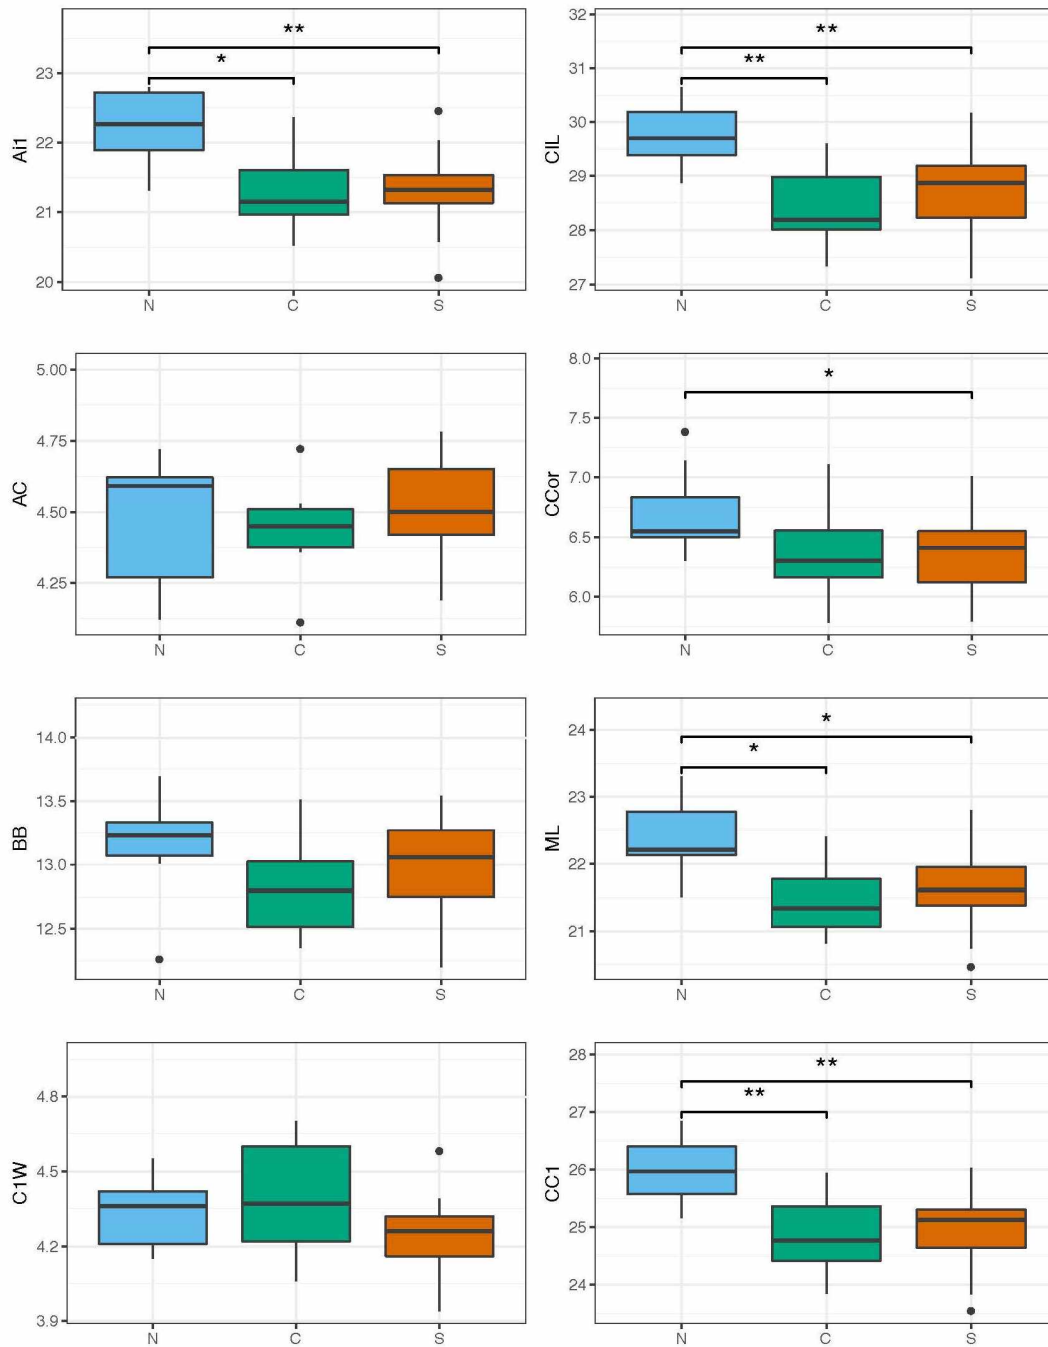 **
*
Ai1
23
22
21
20
N C S
**
**
CIL
32
31
30
29
28
27
N C S
AC
5.00
4.75
4.50
4.25
N C S
*
CCor
8.0
7.5
7.0
6.5
6.0
N C S
BB
14.0
13.5
13.0
12.5
N C S
*
*
ML
24
23
22
21
N C S
C1W
4.8
4.5
4.2
3.9
N C S
**
**
CC1
28
27
26
25
24
N C S